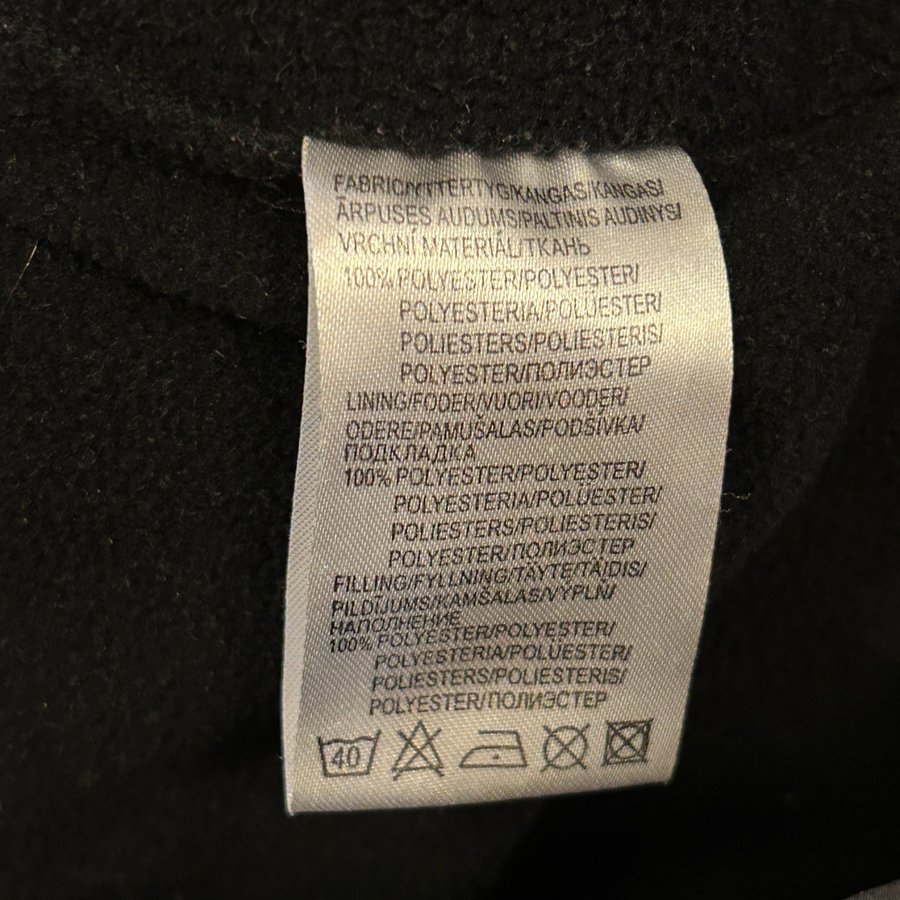 FABRIC/YTTERTYG/KANGAS/KANGAS/
ĀRPUSES AUDUMS/PALTINIS AUDINYS/
VRCHNÍ MATERIÁL/ТКАНЬ
100% POLYESTER/POLYESTER/
POLYESTERIA/POLÜESTER/
POLIESTERS/POLIESTERIS/
POLYESTER/ПОЛИЭСТЕР
LINING/FODER/VUORI/VOODER/
ODERE/PAMUŠALAS/PODŠÍVKA/
ПОДКЛАДКА
100% POLYESTER/POLYESTER/
POLYESTERIA/POLÜESTER/
POLIESTERS/POLIESTERIS/
POLYESTER/ПОЛИЭСТЕР
FILLING/FYLLNING/TÄYTE/TÄIDIS/
PILDĪJUMS/KAMŠALAS/VÝPLŇ/
НАПОЛНЕНИЕ
100% POLYESTER/POLYESTER/
POLYESTERIA/POLÜESTER/
POLIESTERS/POLIESTERIS/
POLYESTER/ПОЛИЭСТЕР
40